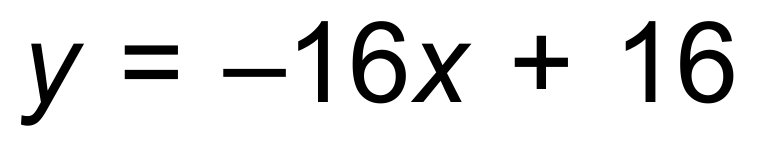 y = –16x + 16